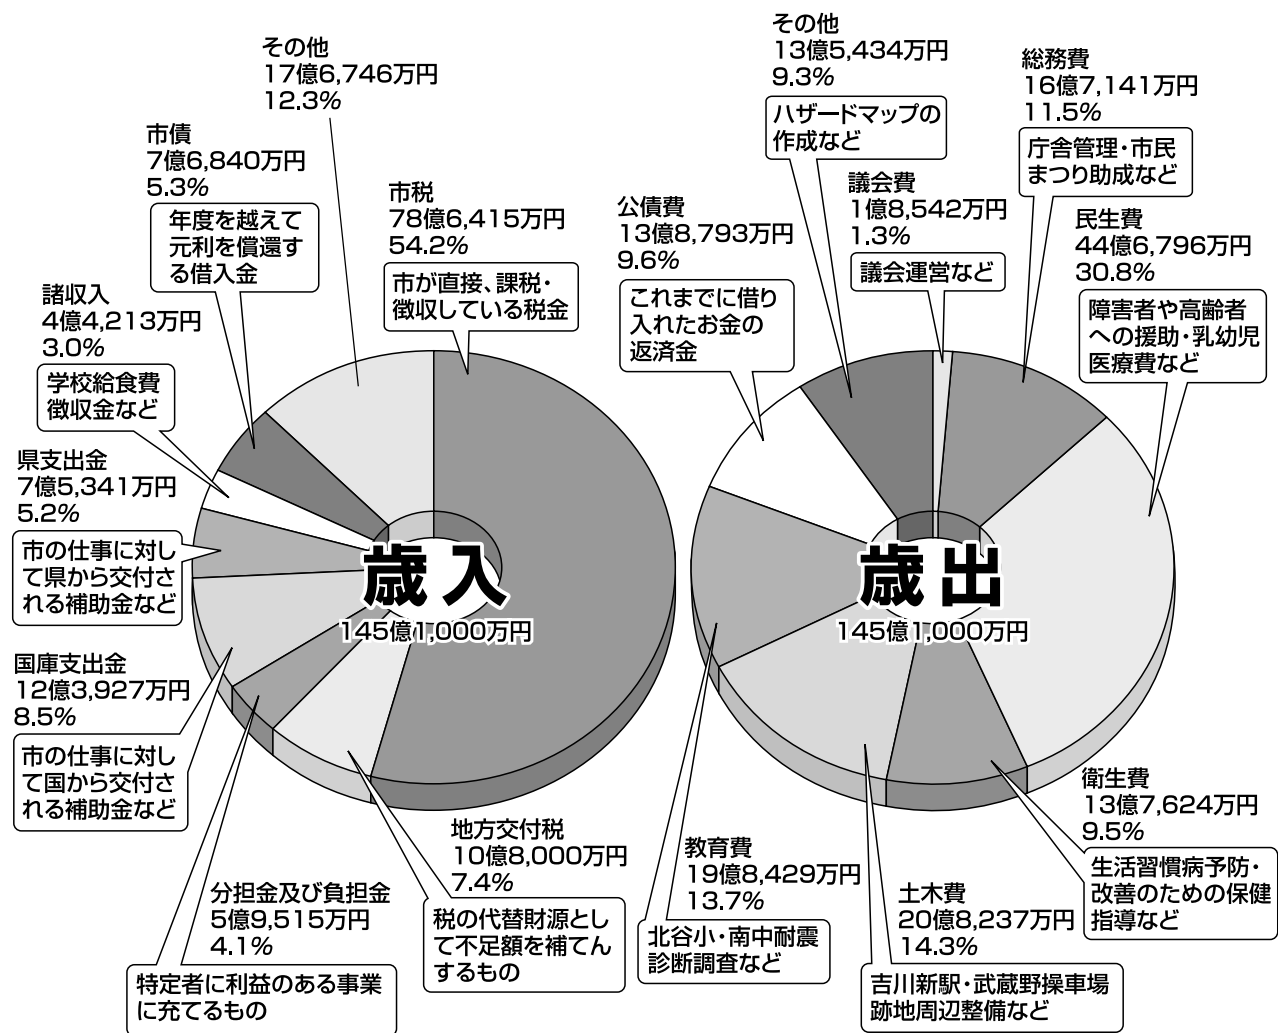 その他
17億6,746万円
12.3%
市債
7億6,840万円
5.3%
年度を越えて
元利を償還す
る借入金
市税
78億6,415万円
54.2%
市が直接、課税・
徴収している税金
諸収入
4億4,213万円
3.0%
学校給食費
徴収金など
県支出金
7億5,341万円
5.2%
市の仕事に対し
て県から交付さ
れる補助金など
国庫支出金
12億3,927万円
8.5%
市の仕事に対し
て国から交付さ
れる補助金など
分担金及び負担金
5億9,515万円
4.1%
特定者に利益のある事業
に充てるもの
地方交付税
10億8,000万円
7.4%
税の代替財源とし
て不足額を補てん
するもの
歳入
145億1,000万円
その他
13億5,434万円
9.3%
ハザードマップの
作成など
総務費
16億7,141万円
11.5%
庁舎管理・市民
まつり助成など
議会費
1億8,542万円
1.3%
議会運営など
公債費
13億8,793万円
9.6%
これまでに借り
入れたお金の
返済金
民生費
44億6,796万円
30.8%
障害者や高齢者
への援助・乳幼児
医療費など
歳出
145億1,000万円
衛生費
13億7,624万円
9.5%
生活習慣病予防・
改善のための保健
指導など
教育費
19億8,429万円
13.7%
北谷小・南中耐震
診断調査など
土木費
20億8,237万円
14.3%
吉川新駅・武蔵野操車場
跡地周辺整備など